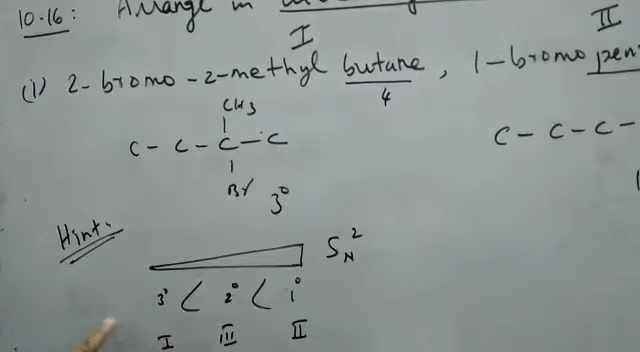 10.16: Arrange in
I II
(1) 2-bromo-2-methyl butane, 1-bromo pen
4
CH3
C - C - C - C C - C - C -
Br 3°
Hint. SN2
3° < 2° < 1°
I III II